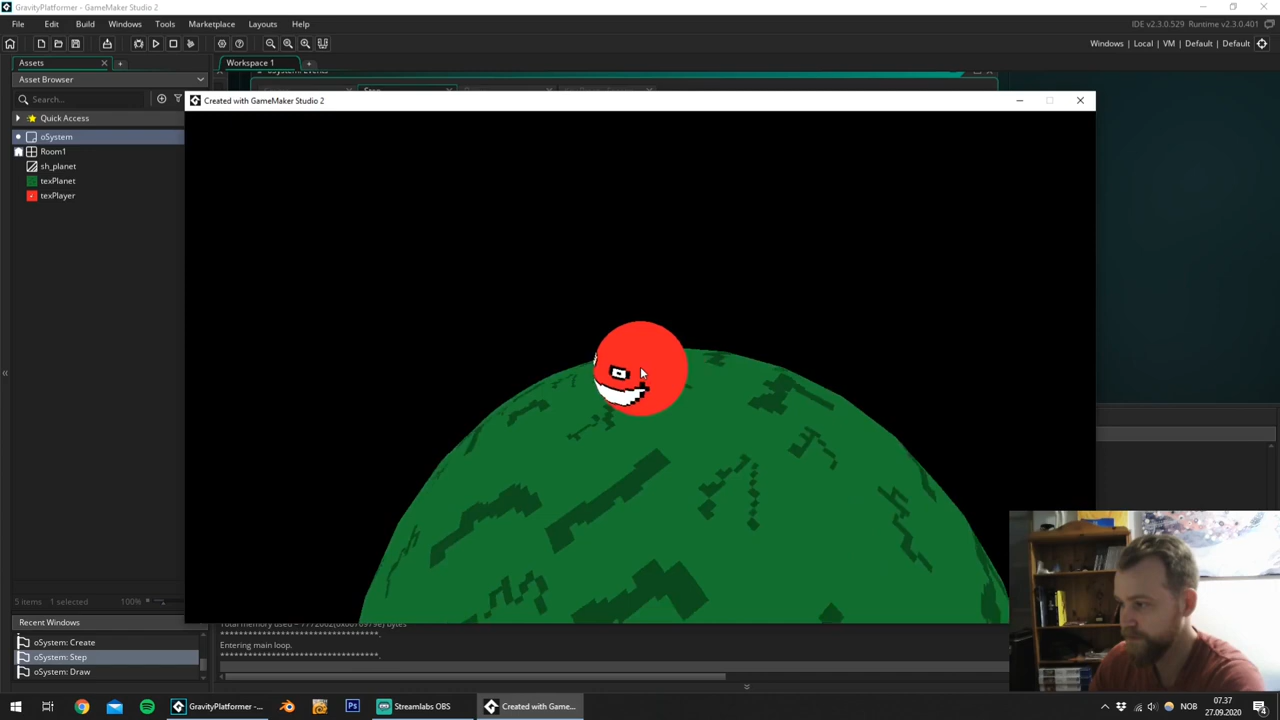 GravityPlatformer - GameMaker Studio 2
File Edit Build Windows Tools Marketplace Layouts Help
IDE v2.3.0.529 Runtime v2.3.0.401
Windows | Local | VM | Default | Default
Assets
Workspace 1
Asset Browser
Search...
Created with GameMaker Studio 2
Quick Access
oSystem
Room1
sh_planet
texPlanet
texPlayer
5 items 1 selected 100%
Recent Windows
oSystem: Create
oSystem: Step
oSystem: Draw
Entering main loop.
GravityPlatformer - ...
Streamlabs OBS
Created with Game...
NOR
07.37
27.09.2020